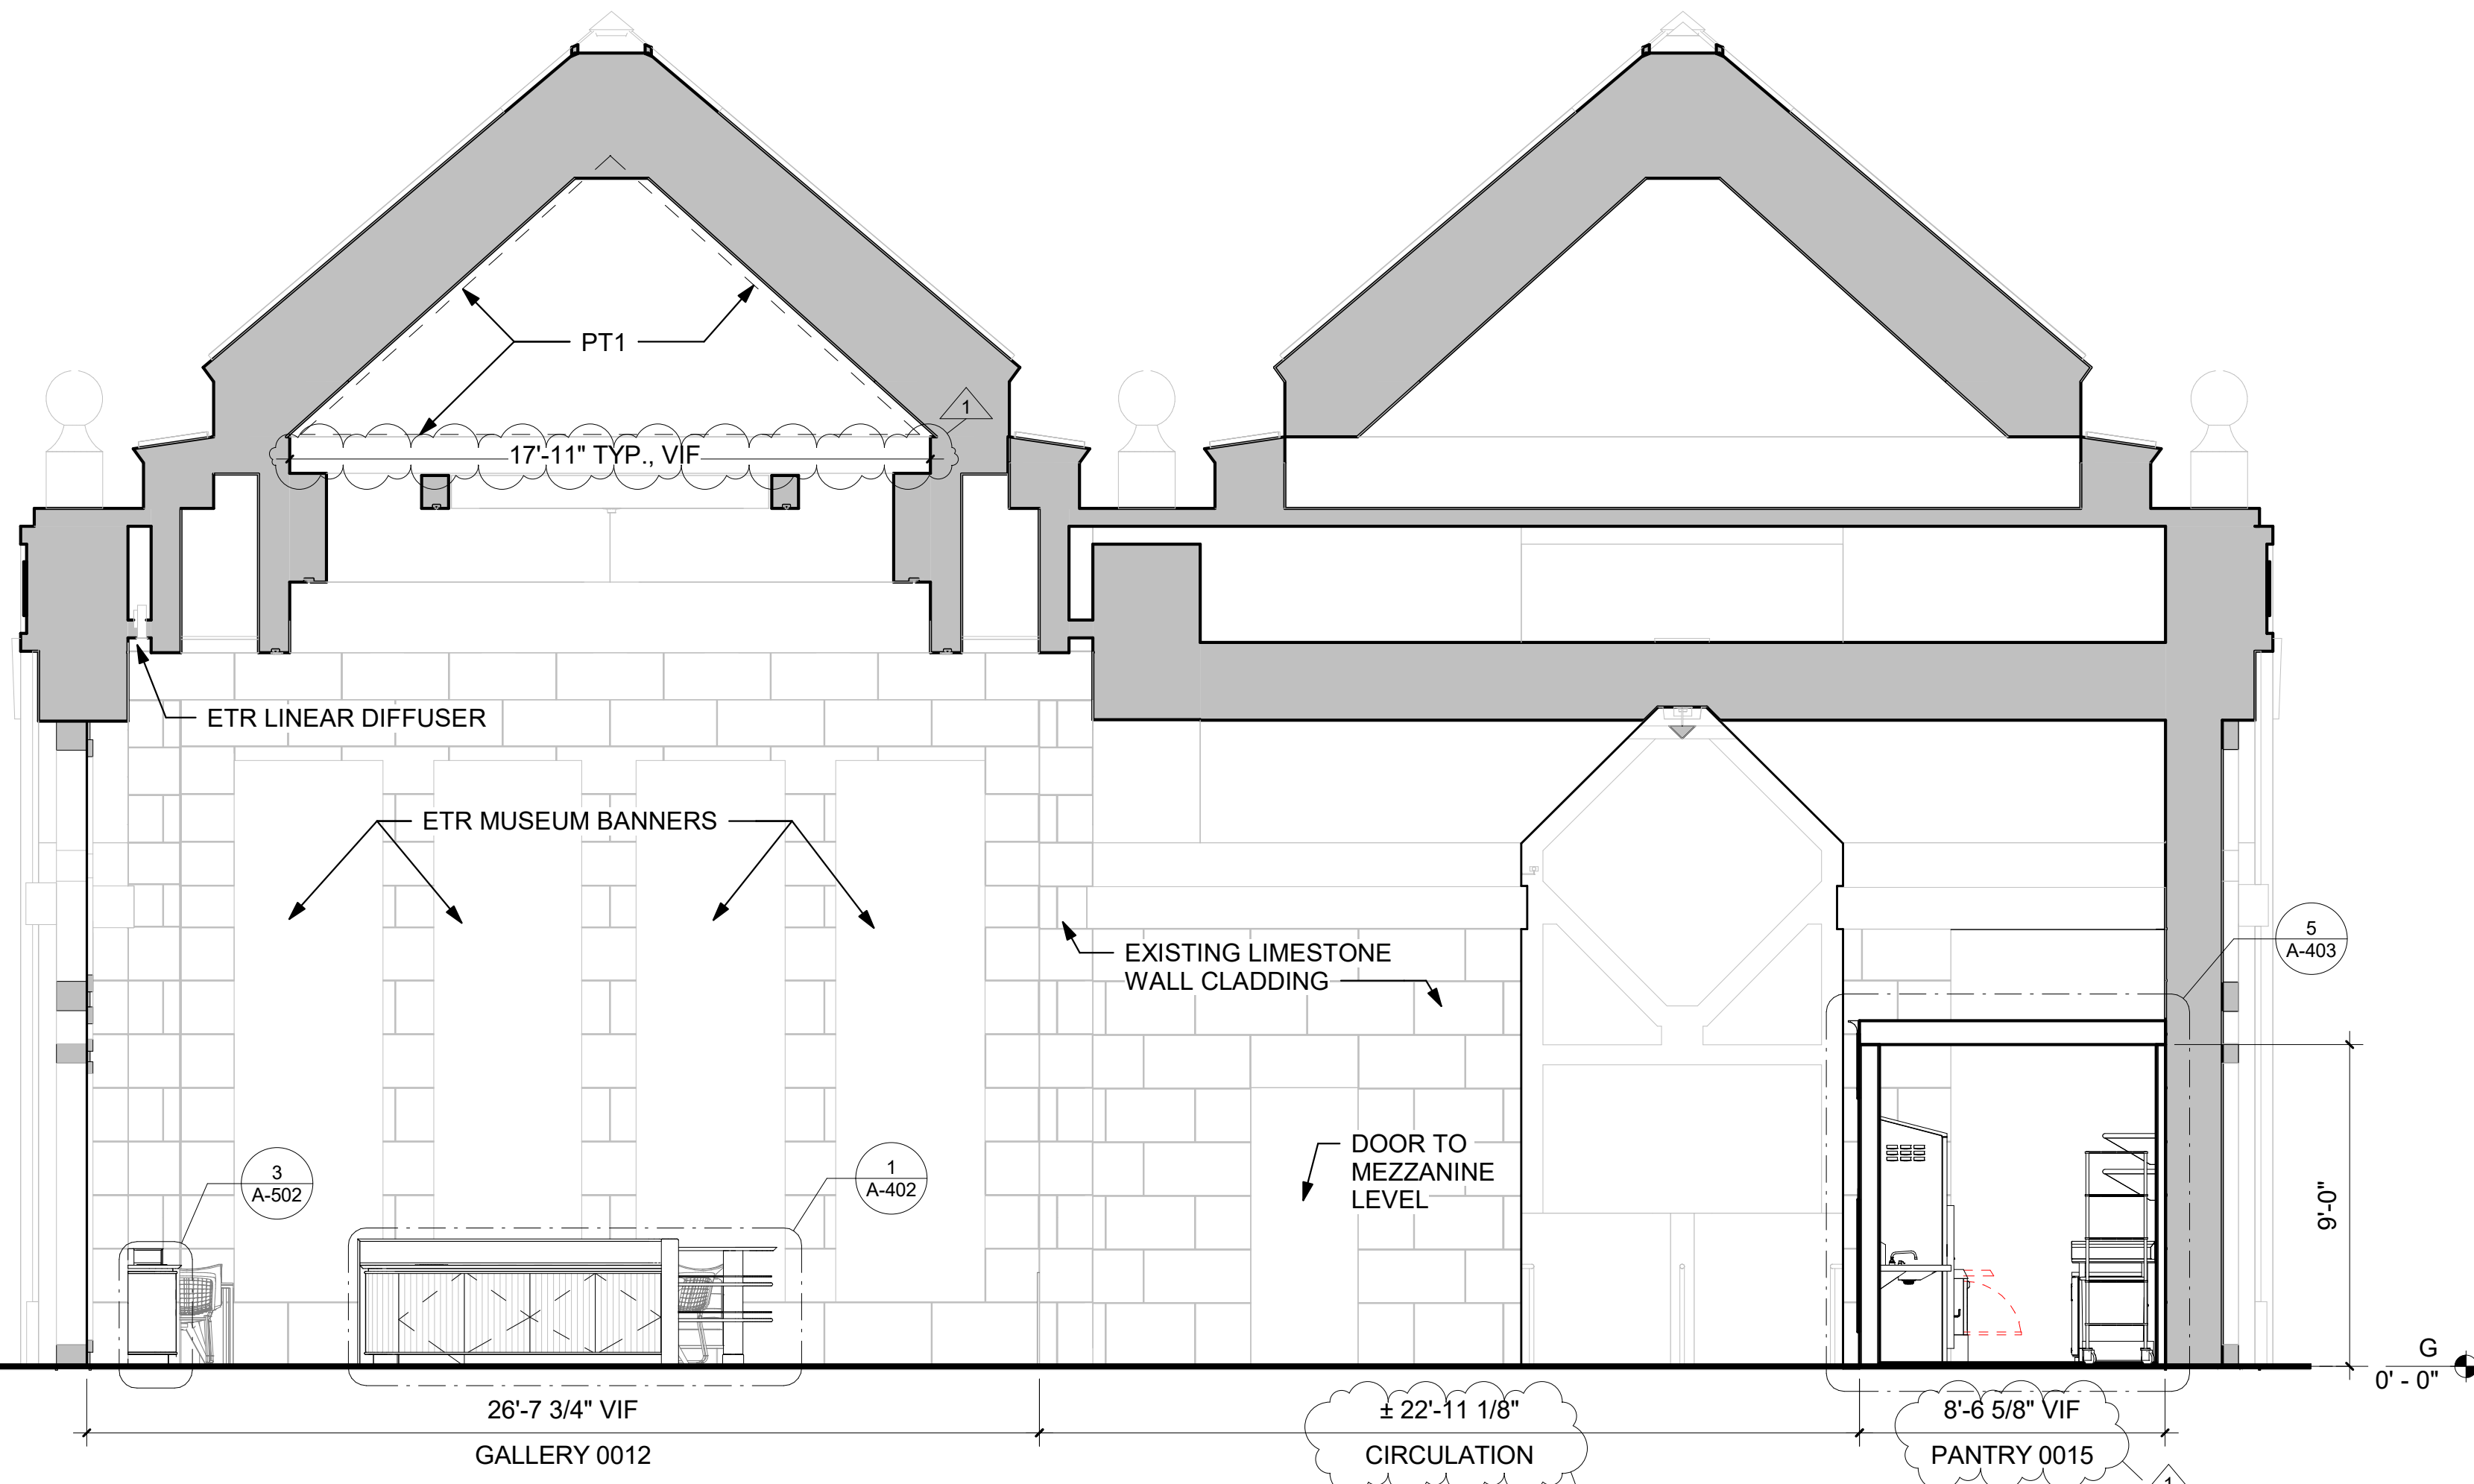 PT1
1
17'-11" TYP., VIF
ETR LINEAR DIFFUSER
ETR MUSEUM BANNERS
EXISTING LIMESTONE
WALL CLADDING
5
A-403
DOOR TO
MEZZANINE
LEVEL
3
A-502
1
A-402
9'-0"
G
0' - 0"
26'-7 3/4" VIF
± 22'-11 1/8"
8'-6 5/8" VIF
GALLERY 0012
CIRCULATION
PANTRY 0015
1